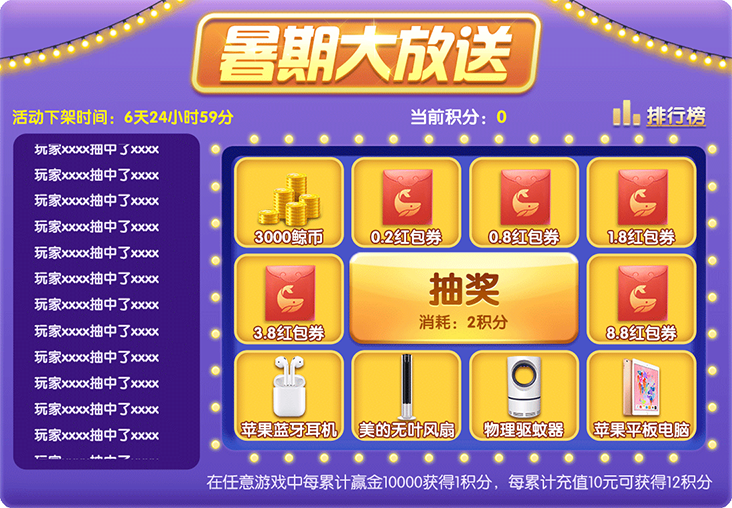 暑期大放送
活动下架时间：6天24小时59分
当前积分：0
排行榜
玩家xxxx抽中了xxxx
玩家xxxx抽中了xxxx
玩家xxxx抽中了xxxx
玩家xxxx抽中了xxxx
玩家xxxx抽中了xxxx
玩家xxxx抽中了xxxx
玩家xxxx抽中了xxxx
玩家xxxx抽中了xxxx
玩家xxxx抽中了xxxx
玩家xxxx抽中了xxxx
玩家xxxx抽中了xxxx
玩家xxxx抽中了xxxx
玩家xxxx抽中了xxxx
3000鲸币
0.2红包券
0.8红包券
1.8红包券
3.8红包券
抽奖
消耗：2积分
8.8红包券
苹果蓝牙耳机
美的无叶风扇
物理驱蚊器
苹果平板电脑
在任意游戏中每累计赢金10000获得1积分，每累计充值10元可获得12积分